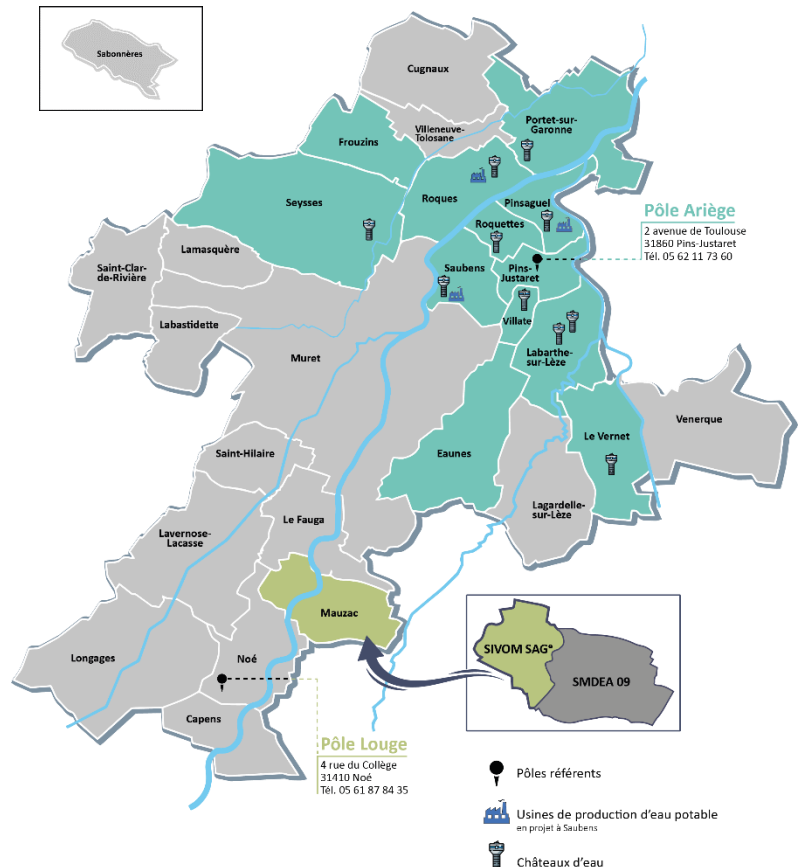 Sabonnères
Cugnaux
Portet-sur-
Garonne
Villeneuve-
Tolosane
Frouzins
Seysses
Roques
Pinsaguel
Pôle Ariège
2 avenue de Toulouse
31860 Pins-Justaret
Tél. 05 62 11 73 60
Roquettes
Lamasquère
Saint-Clar-
de-Rivière
Saubens
Pins-
Justaret
Labastidette
Villate
Muret
Labarthe-
sur-Lèze
Venerque
Le Vernet
Saint-Hilaire
Eaunes
Lagardelle-
sur-Lèze
Le Fauga
Lavernose-
Lacasse
Mauzac
SIVOM SAG*
SMDEA 09
Longages
Noé
Capens
Pôle Louge
4 rue du Collège
31410 Noé
Tél. 05 61 87 84 35
Pôles référents
Usines de production d'eau potable
en projet à Saubens
Châteaux d'eau